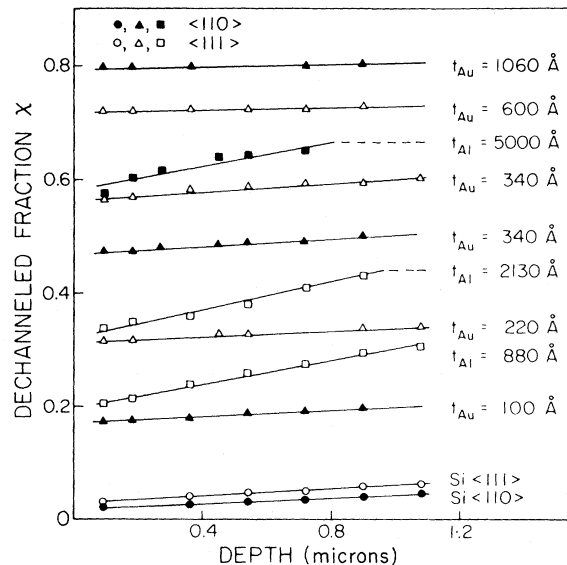 ●, ▲, ■ <110>
○, △, □ <111>
DECHANNELED FRACTION χ
0.8
0.6
0.4
0.2
0
t_Au = 1060 Å
t_Au = 600 Å
t_Al = 5000 Å
t_Au = 340 Å
t_Au = 340 Å
t_Al = 2130 Å
t_Au = 220 Å
t_Al = 880 Å
t_Au = 100 Å
Si <111>
Si <110>
0.4
0.8
1.2
DEPTH (microns)